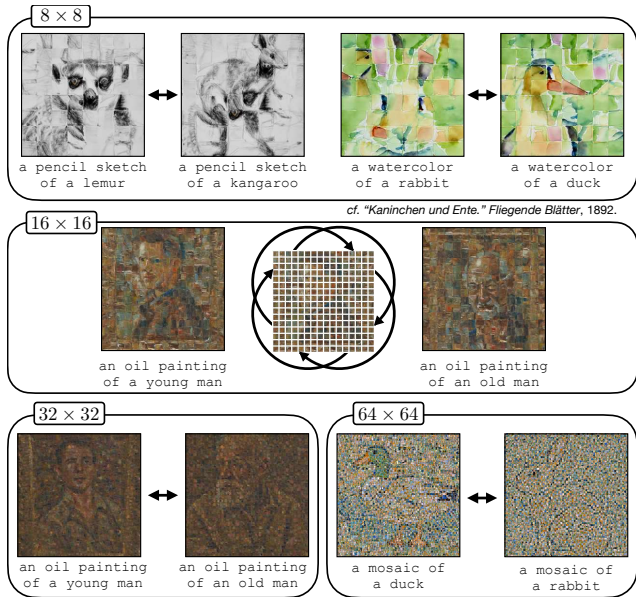 8 × 8
a pencil sketch
of a lemur
a pencil sketch
of a kangaroo
a watercolor
of a rabbit
a watercolor
of a duck
cf. “Kaninchen und Ente.” Fliegende Blätter, 1892.
16 × 16
an oil painting
of a young man
an oil painting
of an old man
32 × 32
an oil painting
of a young man
an oil painting
of an old man
64 × 64
a mosaic of
a duck
a mosaic of
a rabbit